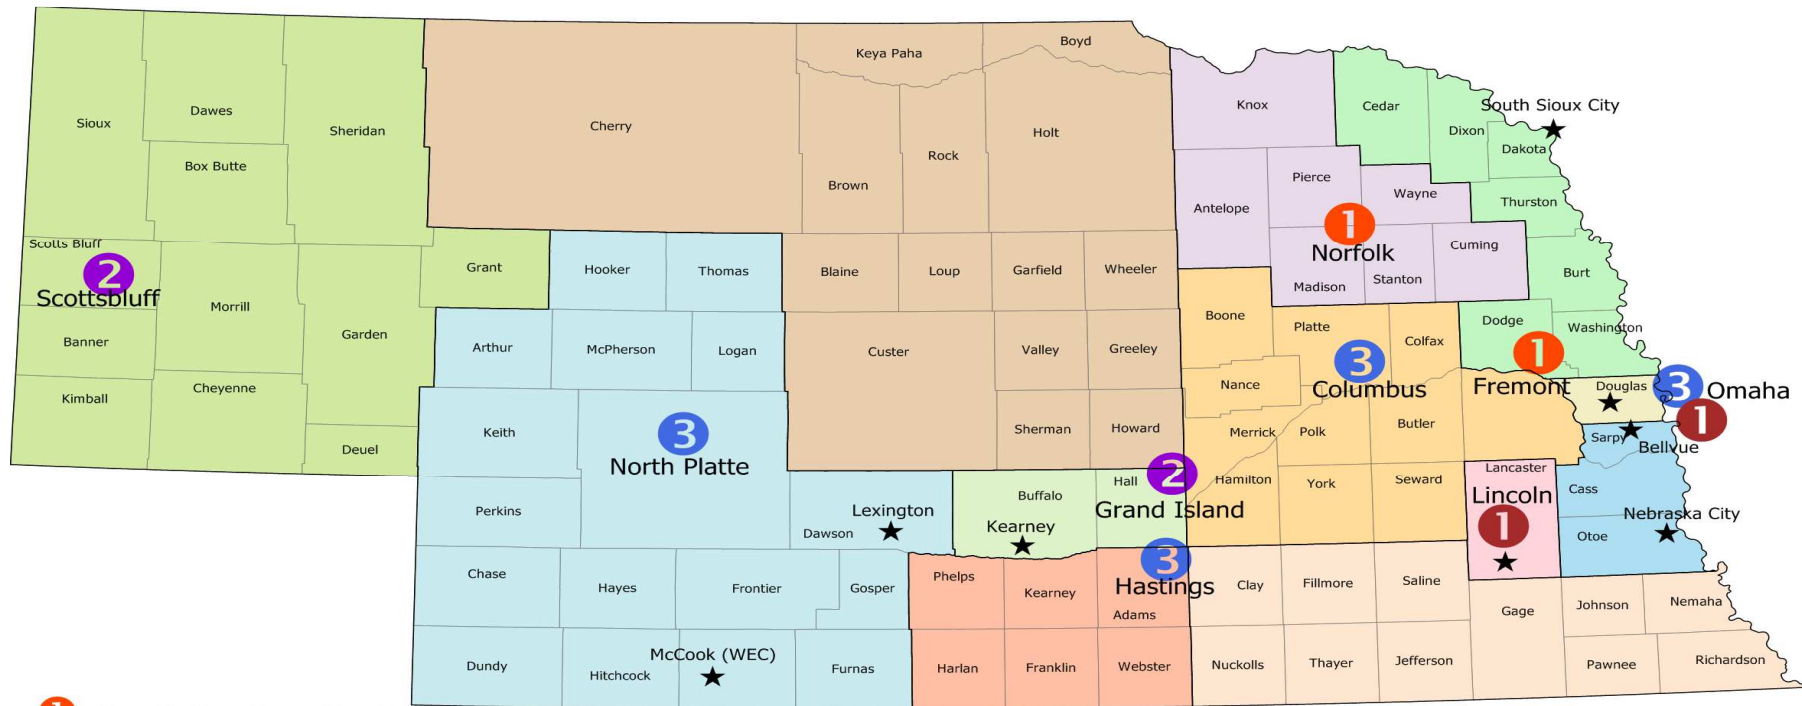 Boyd
Keya Paha
Knox
Cedar
South Sioux City
Dawes
Sioux
Sheridan
Cherry
Holt
Dixon
Dakota
Box Butte
Rock
Brown
Pierce
Wayne
Antelope
Thurston
1
Norfolk
Scotts Bluff
2
Scottsbluff
Grant
Hooker
Thomas
Blaine
Loup
Garfield
Wheeler
Cuming
Burt
Madison
Stanton
Morrill
Garden
Banner
Boone
Platte
Dodge
Washington
Colfax
Arthur
McPherson
Logan
Custer
Valley
Greeley
3
Columbus
1
Fremont
Douglas
3
Omaha
1
Cheyenne
Kimball
Nance
Keith
3
North Platte
Sherman
Howard
Merrick
Polk
Butler
Sarpy
Bellvue
Deuel
2
Grand Island
Hall
Buffalo
Hamilton
York
Seward
Lancaster
Lincoln
1
Cass
Perkins
Lexington
Dawson
Kearney
Nebraska City
Otoe
3
Hastings
Chase
Hayes
Frontier
Gosper
Phelps
Kearney
Adams
Clay
Fillmore
Saline
Gage
Johnson
Nemaha
Dundy
Hitchcock
McCook (WEC)
Furnas
Harlan
Franklin
Webster
Nuckolls
Thayer
Jefferson
Pawnee
Richardson
1